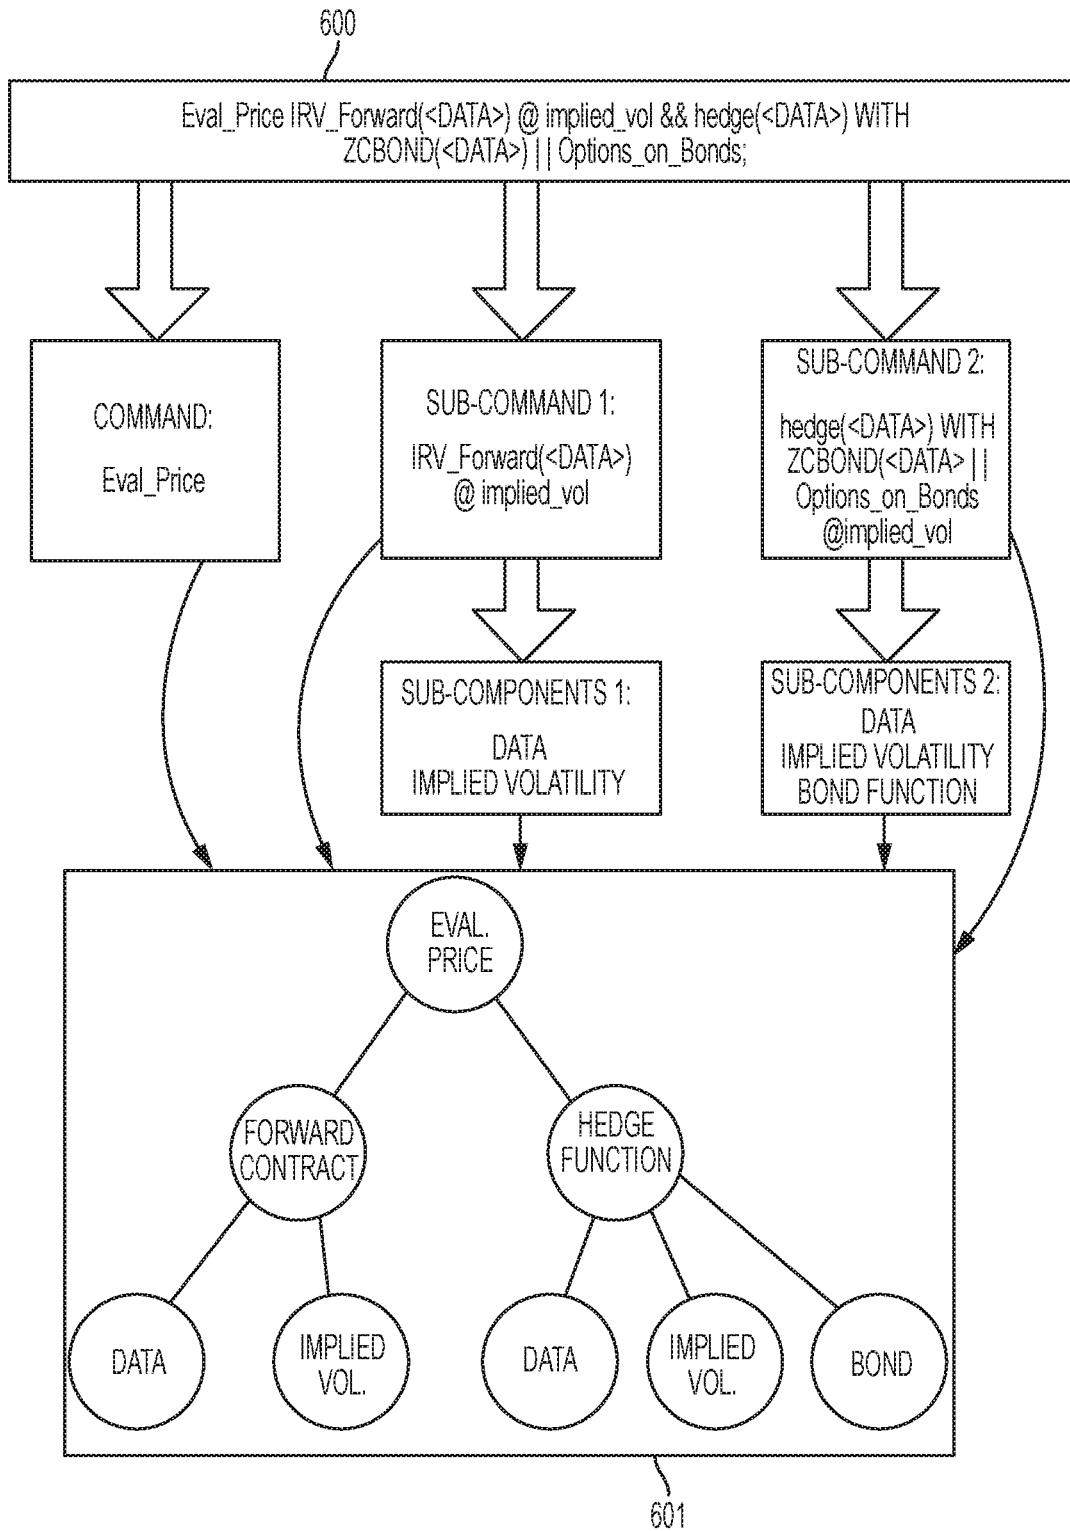 600
Eval_Price IRV_Forward(<DATA>) @ implied_vol && hedge(<DATA>) WITH
ZCBOND(<DATA>) || Options_on_Bonds;
COMMAND:
Eval_Price
SUB-COMMAND 1:
IRV_Forward(<DATA>)
@ implied_vol
SUB-COMMAND 2:
hedge(<DATA>) WITH
ZCBOND(<DATA> ||
Options_on_Bonds
@implied_vol
SUB-COMPONENTS 1:
DATA
IMPLIED VOLATILITY
SUB-COMPONENTS 2:
DATA
IMPLIED VOLATILITY
BOND FUNCTION
EVAL.
PRICE
FORWARD
CONTRACT
HEDGE
FUNCTION
DATA
IMPLIED
VOL.
DATA
IMPLIED
VOL.
BOND
601